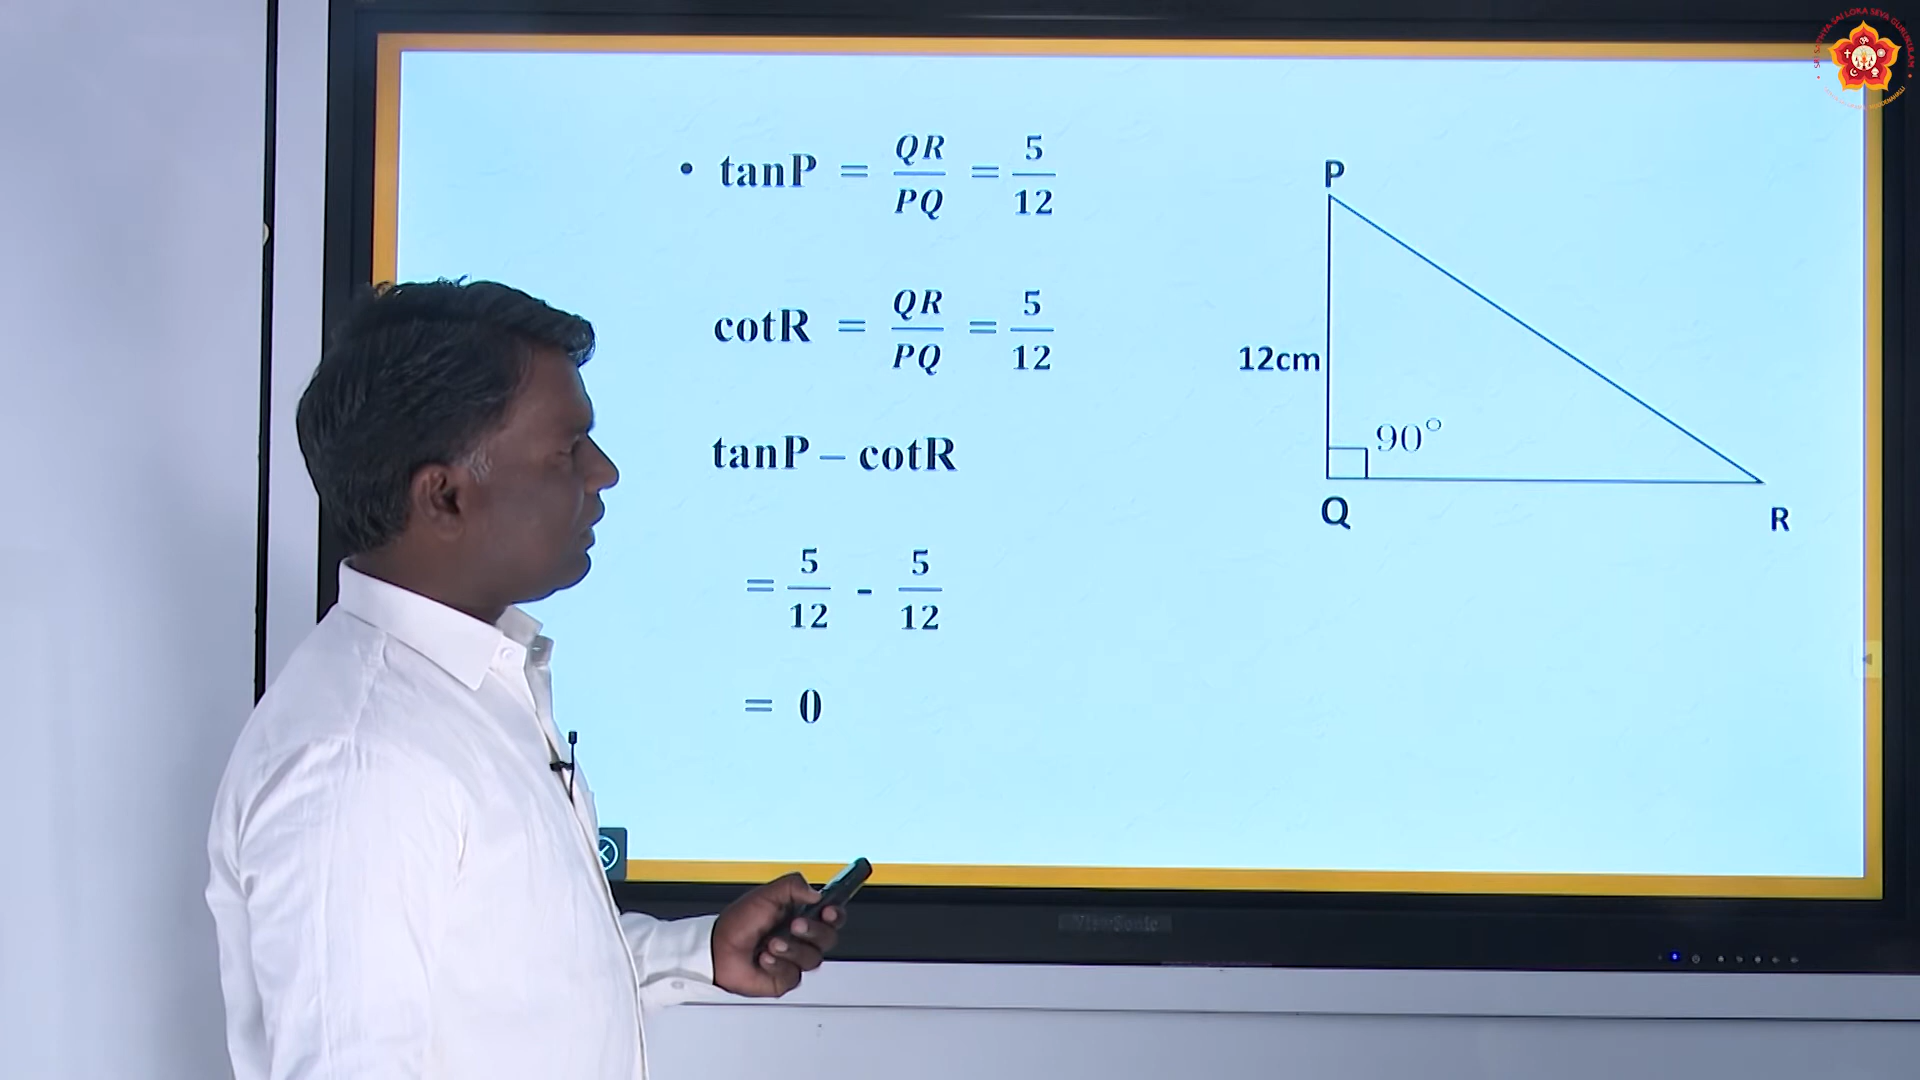 • tanP = QR/PQ = 5/12
cotR = QR/PQ = 5/12
tanP – cotR
= 5/12 - 5/12
= 0
P
12cm
90°
Q
R
ViewSonic